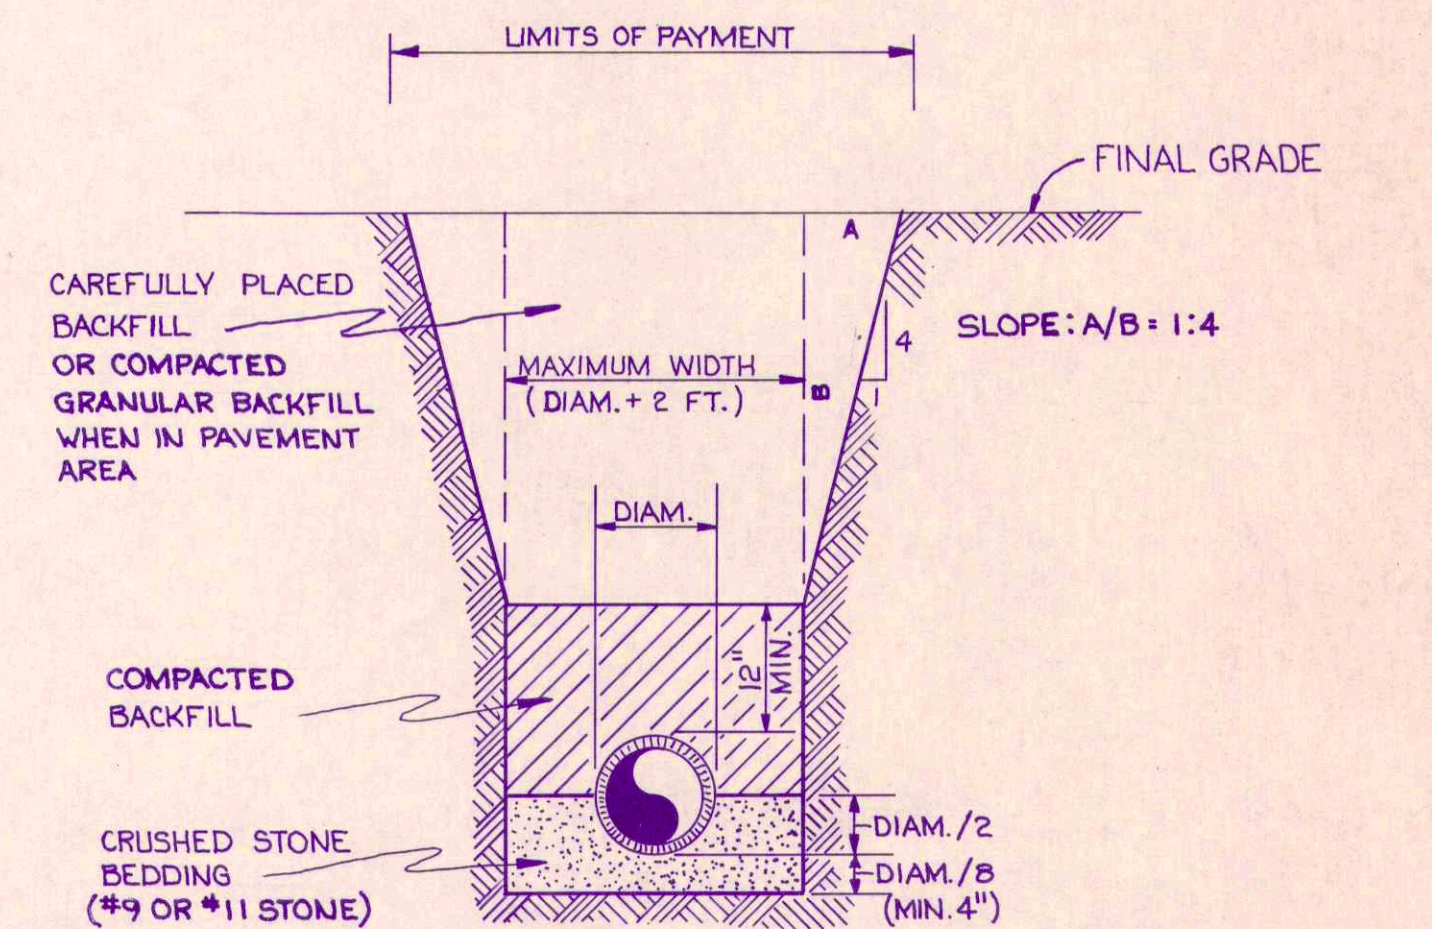 LIMITS OF PAYMENT
FINAL GRADE
A
CAREFULLY PLACED
BACKFILL
OR COMPACTED
GRANULAR BACKFILL
WHEN IN PAVEMENT
AREA
SLOPE: A/B = 1:4
4
1
MAXIMUM WIDTH
(DIAM. + 2 FT.)
B
DIAM.
12" MIN.
COMPACTED
BACKFILL
CRUSHED STONE
BEDDING
(#9 OR #11 STONE)
DIAM./2
DIAM./8
(MIN. 4")